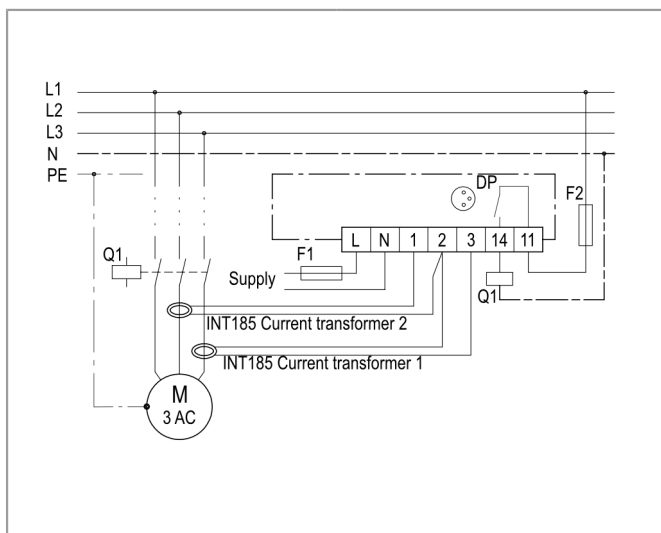 L1
L2
L3
N
PE
DP
F2
Q1
F1
L N 1 2 3 14 11
Supply
Q1
INT185 Current transformer 2
INT185 Current transformer 1
M
3 AC